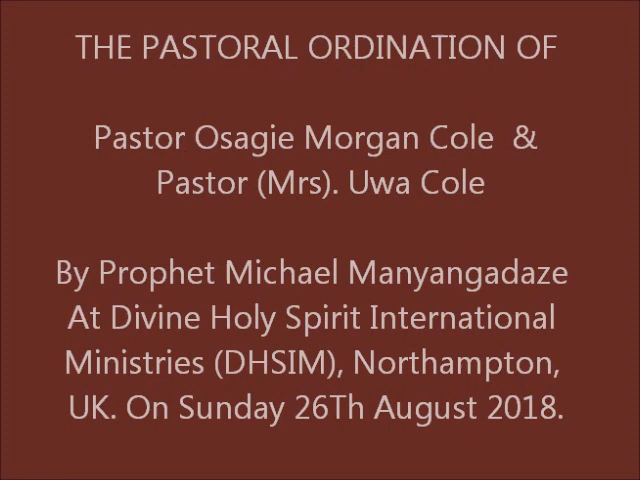 THE PASTORAL ORDINATION OF
Pastor Osagie Morgan Cole &
Pastor (Mrs). Uwa Cole
By Prophet Michael Manyangadaze
At Divine Holy Spirit International
Ministries (DHSIM), Northampton,
UK. On Sunday 26Th August 2018.